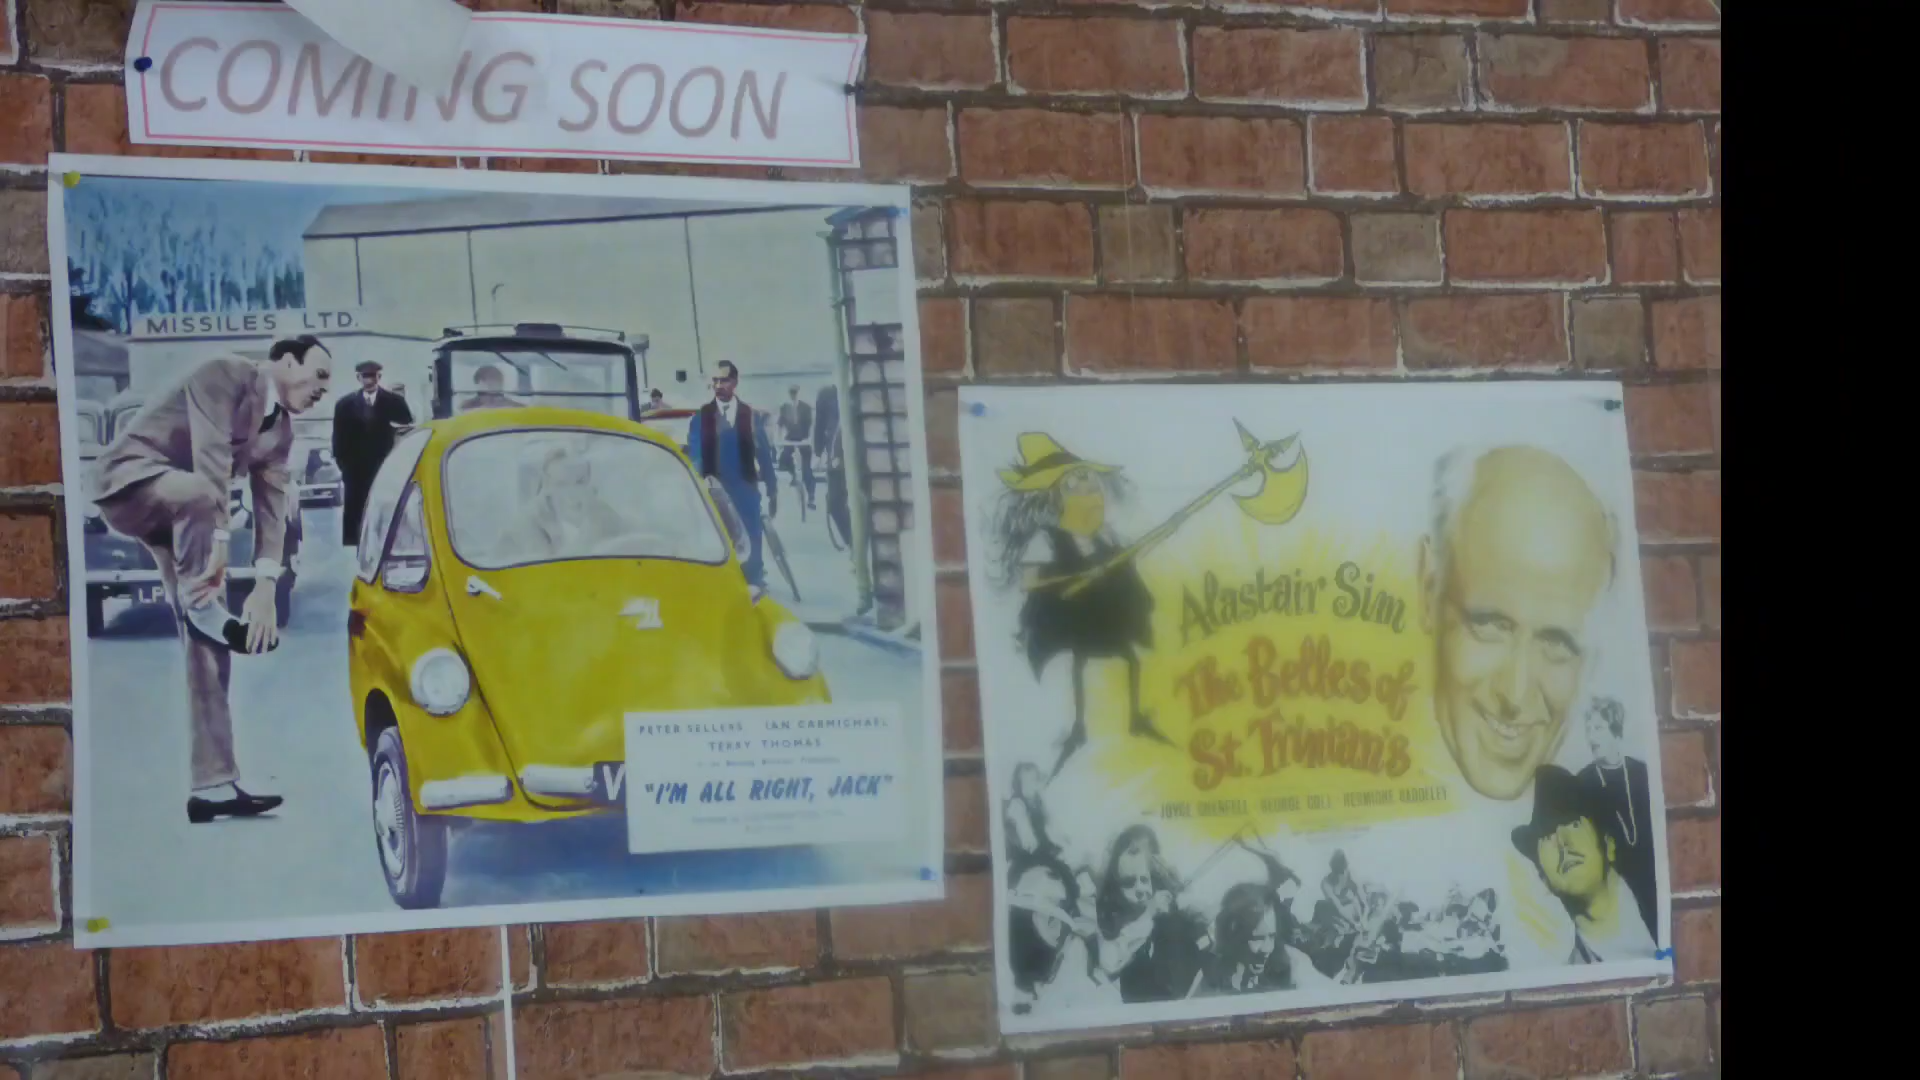 COMING SOON
MISSILES LTD.
PETER SELLERS IAN CARMICHAEL
TERRY THOMAS
"I'M ALL RIGHT, JACK"
Alastair Sim
The Belles of
St. Trinian's
JOYCE GRENFELL · GEORGE COLE · HERMIONE BADDELEY